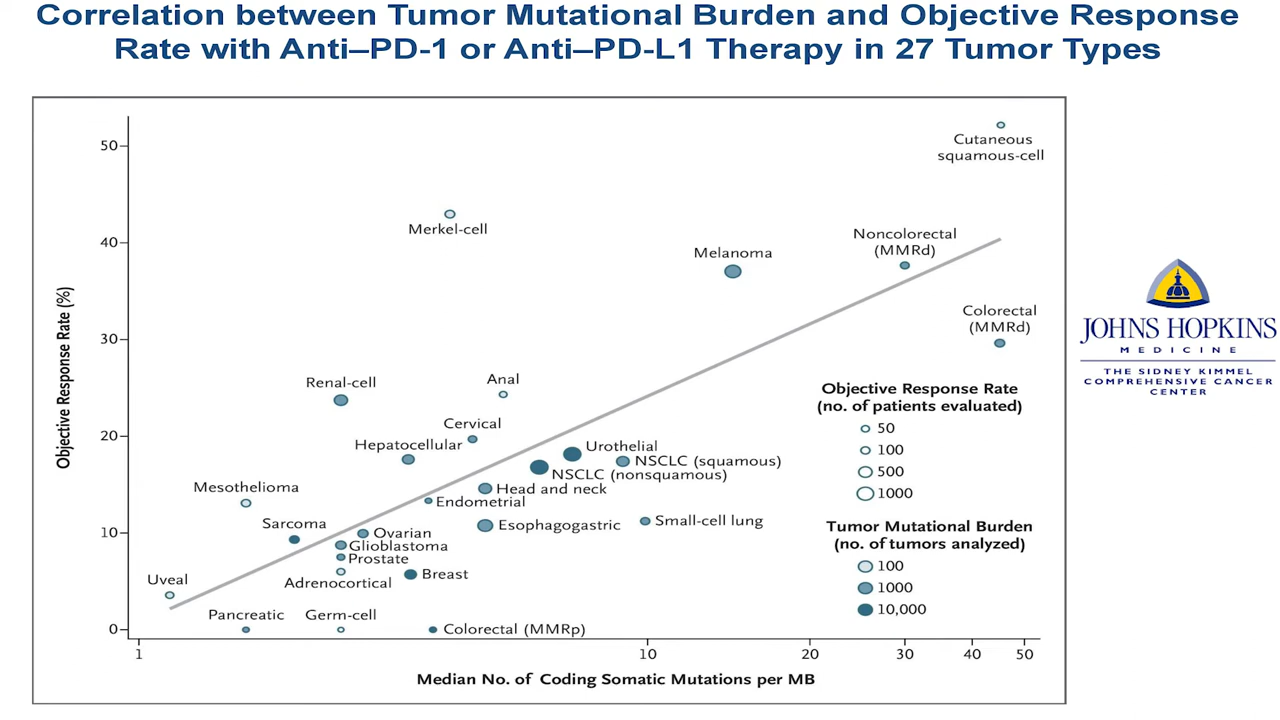 Correlation between Tumor Mutational Burden and Objective Response
Rate with Anti–PD-1 or Anti–PD-L1 Therapy in 27 Tumor Types
Objective Response Rate (%)
50
40
30
20
10
0
Cutaneous
squamous-cell
Merkel-cell
Noncolorectal
(MMRd)
Melanoma
Colorectal
(MMRd)
Renal-cell
Anal
Cervical
Hepatocellular
Urothelial
NSCLC (squamous)
NSCLC (nonsquamous)
Mesothelioma
Head and neck
Endometrial
Sarcoma
Esophagogastric
Small-cell lung
Ovarian
Glioblastoma
Prostate
Adrenocortical
Breast
Uveal
Pancreatic
Germ-cell
Colorectal (MMRp)
Objective Response Rate
(no. of patients evaluated)
50
100
500
1000
Tumor Mutational Burden
(no. of tumors analyzed)
100
1000
10,000
1
10
20
30
40
50
Median No. of Coding Somatic Mutations per MB
JOHNS HOPKINS
MEDICINE
THE SIDNEY KIMMEL
COMPREHENSIVE CANCER
CENTER